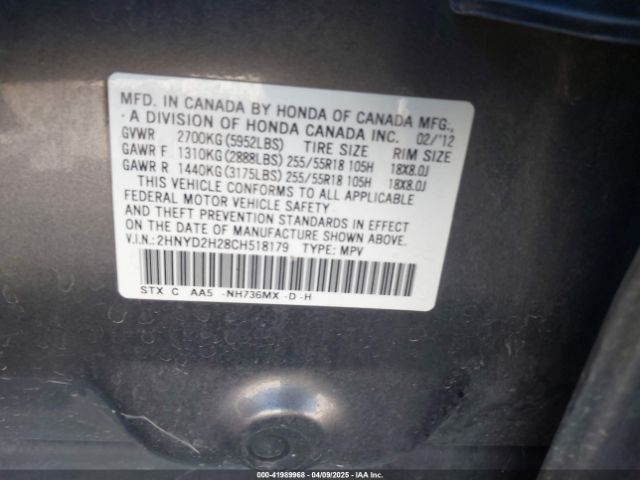 MFD. IN CANADA BY HONDA OF CANADA MFG.,
A DIVISION OF HONDA CANADA INC. 02/'12
GVWR 2700KG(5952LBS) TIRE SIZE RIM SIZE
GAWR F 1310KG(2888LBS) 255/55R18 105H 18X8.0J
GAWR R 1440KG(3175LBS) 255/55R18 105H 18X8.0J
THIS VEHICLE CONFORMS TO ALL APPLICABLE
FEDERAL MOTOR VEHICLE SAFETY
AND THEFT PREVENTION STANDARDS IN EFFECT
ON THE DATE OF MANUFACTURE SHOWN ABOVE.
V.I.N.: 2HNYD2H28CH518179 TYPE: MPV
STX C AA5 -NH736MX -D -H
000-41989968 04/09/2025 IAA Inc.